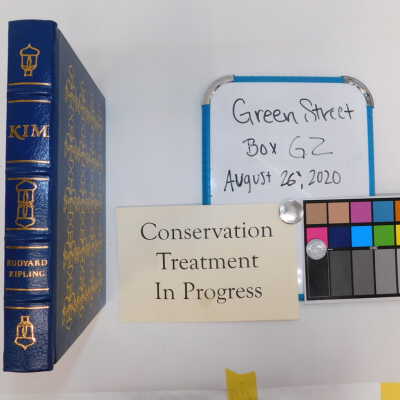 KIM
RUDYARD
KIPLING
Green Street
Box G2
August 26, 2020
Conservation
Treatment
In Progress